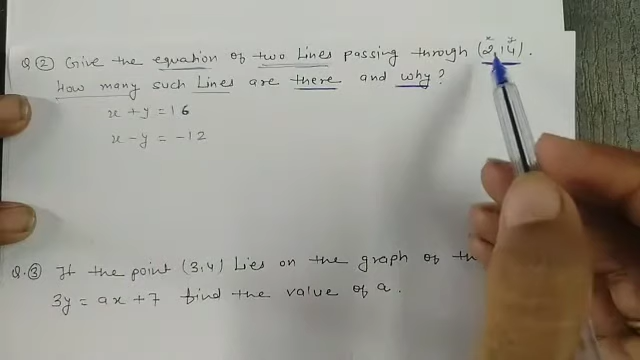 Q.② Give the equation of two Lines passing through (2,14).
x y
How many such Lines are there and why?
x + y = 16
x - y = -12
Q.③ If the point (3,4) Lies on the graph of
3y = ax + 7 find the value of a.